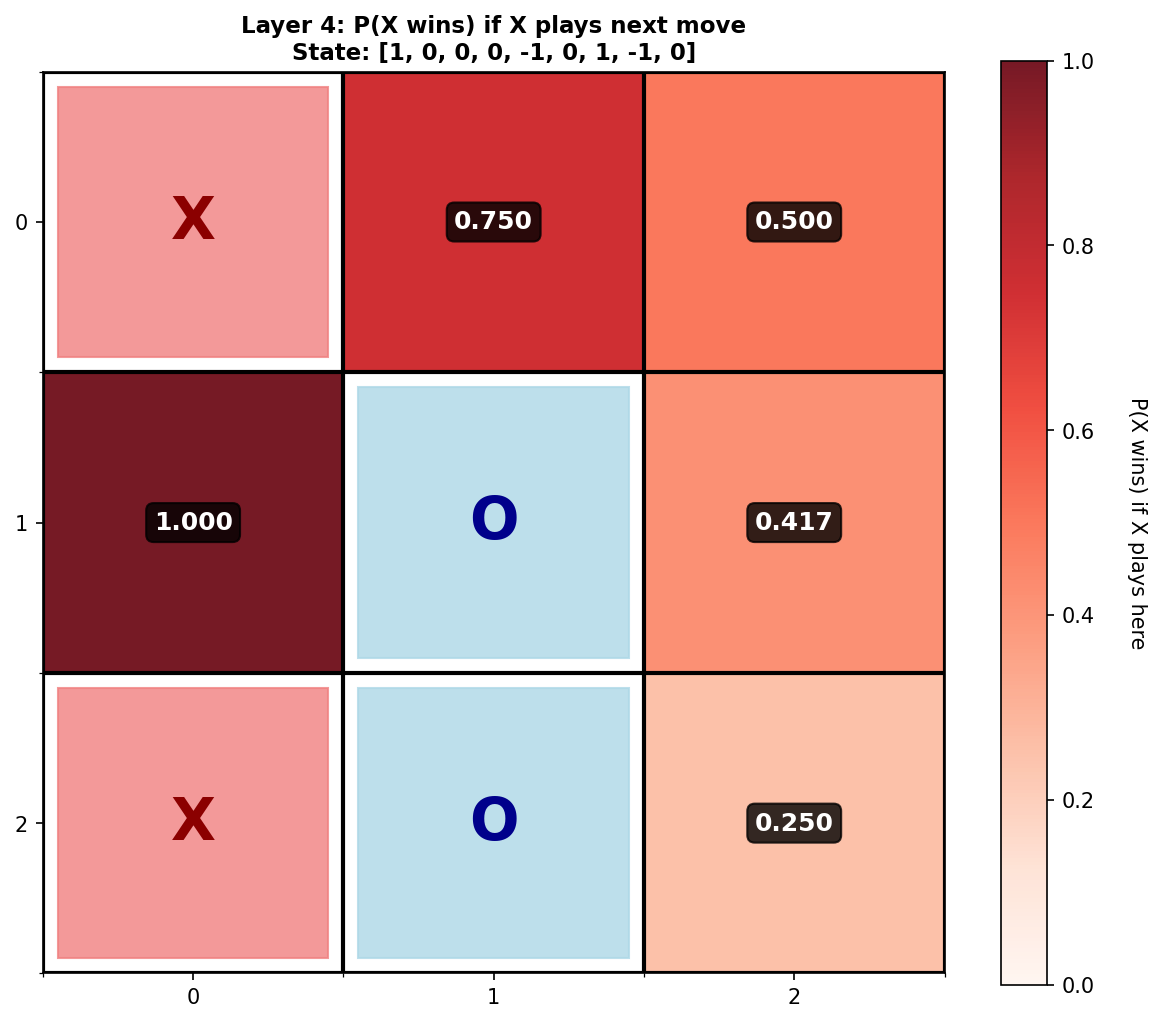 Layer 4: P(X wins) if X plays next move
State: [1, 0, 0, 0, -1, 0, 1, -1, 0]
0
X
0.750
0.500
1
1.000
O
0.417
2
X
O
0.250
0
1
2
1.0
0.8
0.6
0.4
0.2
0.0
P(X wins) if X plays here